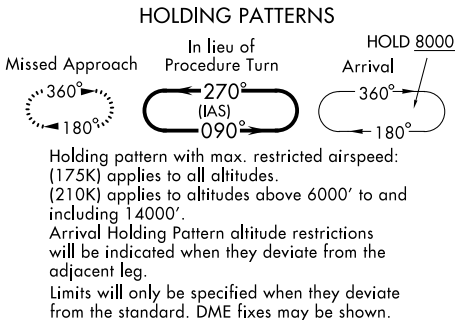 HOLDING PATTERNS
HOLD 8000
Missed Approach
In lieu of
Procedure Turn
Arrival
360°
180°
270°
(IAS)
090°
360°
180°
Holding pattern with max. restricted airspeed:
(175K) applies to all altitudes.
(210K) applies to altitudes above 6000' to and
including 14000'.
Arrival Holding Pattern altitude restrictions
will be indicated when they deviate from the
adjacent leg.
Limits will only be specified when they deviate
from the standard. DME fixes may be shown.